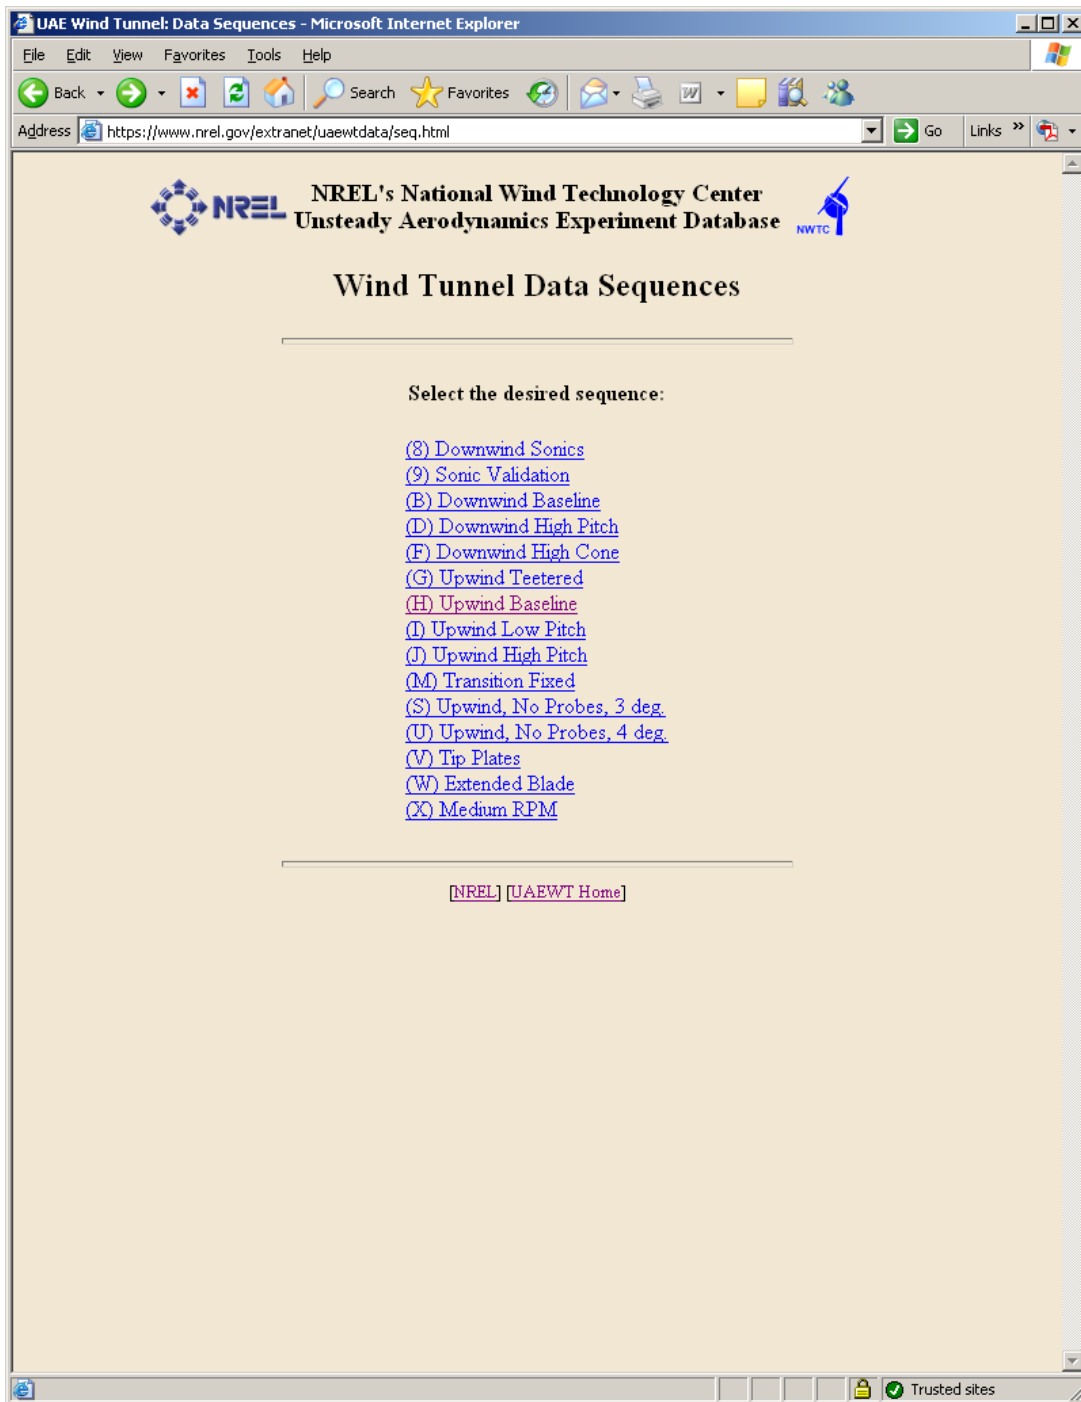 UAE Wind Tunnel: Data Sequences - Microsoft Internet Explorer
File Edit View Favorites Tools Help
Back Search Favorites
Address https://www.nrel.gov/extranet/uaewtdata/seq.html Go Links »
NREL NREL's National Wind Technology Center
Unsteady Aerodynamics Experiment Database NWTC
Wind Tunnel Data Sequences
Select the desired sequence:
(8) Downwind Sonics
(9) Sonic Validation
(B) Downwind Baseline
(D) Downwind High Pitch
(F) Downwind High Cone
(G) Upwind Teetered
(H) Upwind Baseline
(I) Upwind Low Pitch
(J) Upwind High Pitch
(M) Transition Fixed
(S) Upwind, No Probes, 3 deg.
(U) Upwind, No Probes, 4 deg.
(V) Tip Plates
(W) Extended Blade
(X) Medium RPM
[NREL] [UAEWT Home]
Trusted sites